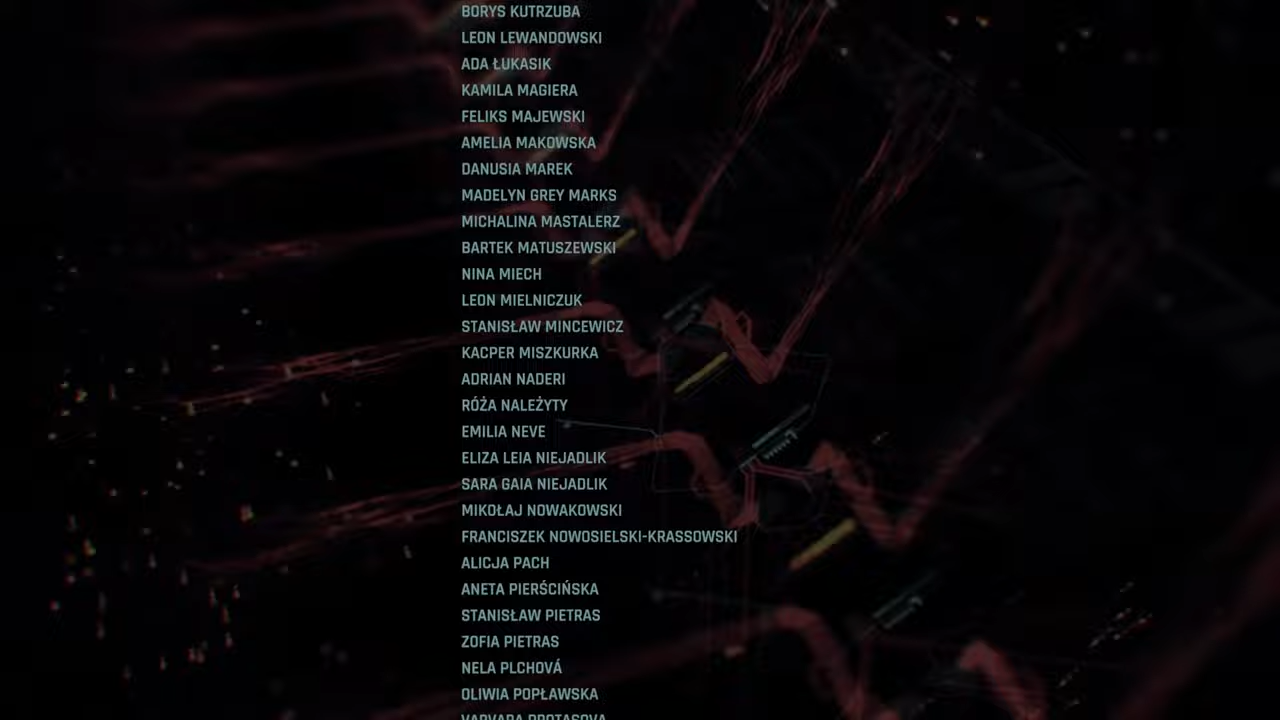 BORYS KUTRZUBA
LEON LEWANDOWSKI
ADA ŁUKASIK
KAMILA MAGIERA
FELIKS MAJEWSKI
AMELIA MAKOWSKA
DANUSIA MAREK
MADELYN GREY MARKS
MICHALINA MASTALERZ
BARTEK MATUSZEWSKI
NINA MIECH
LEON MIELNICZUK
STANISŁAW MINCEWICZ
KACPER MISZKURKA
ADRIAN NADERI
RÓŻA NALEŻYTY
EMILIA NEVE
ELIZA LEIA NIEJADLIK
SARA GAIA NIEJADLIK
MIKOŁAJ NOWAKOWSKI
FRANCISZEK NOWOSIELSKI-KRASSOWSKI
ALICJA PACH
ANETA PIERŚCIŃSKA
STANISŁAW PIETRAS
ZOFIA PIETRAS
NELA PLCHOVÁ
OLIWIA POPŁAWSKA